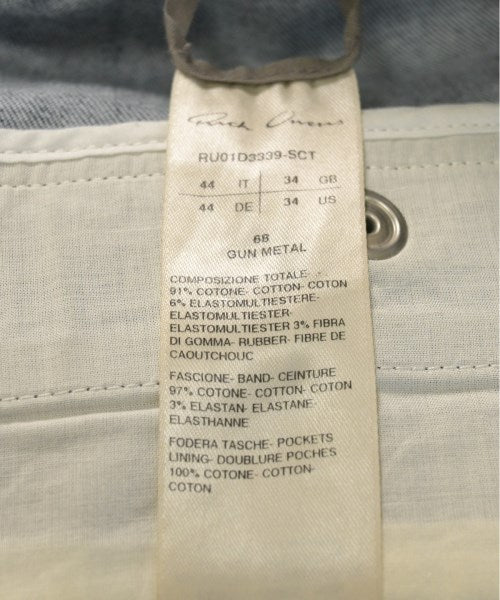 Rick Owens
RU01D3339-SCT
44 IT 34 GB
44 DE 34 US
68
GUN METAL
COMPOSIZIONE TOTALE-
91% COTONE- COTTON- COTON
6% ELASTOMULTIESTERE-
ELASTOMULTIESTER-
ELASTOMULTIESTER 3% FIBRA
DI GOMMA- RUBBER- FIBRE DE
CAOUTCHOUC
FASCIONE- BAND- CEINTURE
97% COTONE- COTTON- COTON
3% ELASTAN- ELASTANE-
ELASTHANNE
FODERA TASCHE- POCKETS
LINING- DOUBLURE POCHES
100% COTONE- COTTON-
COTON